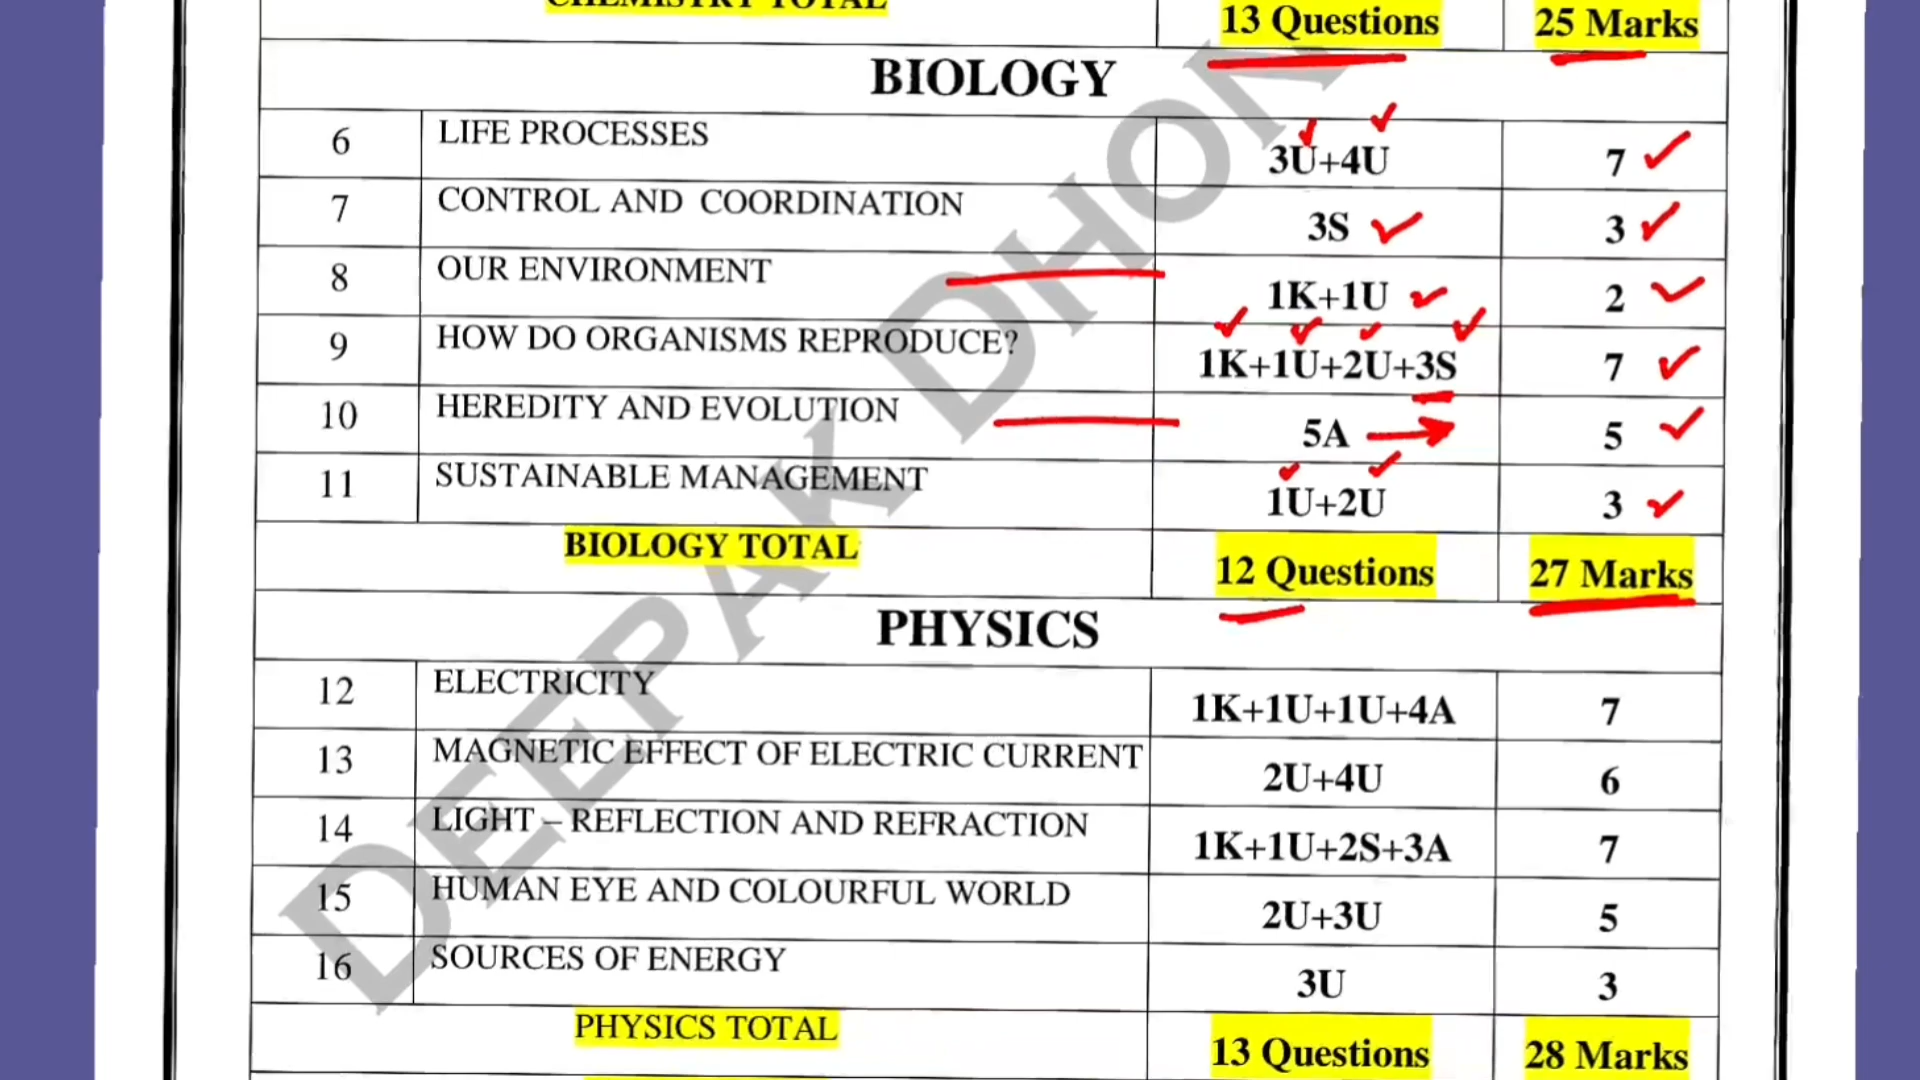 CHEMISTRY TOTAL 13 Questions 25 Marks
BIOLOGY
6 LIFE PROCESSES 3U+4U 7
7 CONTROL AND COORDINATION 3S 3
8 OUR ENVIRONMENT 1K+1U 2
9 HOW DO ORGANISMS REPRODUCE? 1K+1U+2U+3S 7
10 HEREDITY AND EVOLUTION 5A 5
11 SUSTAINABLE MANAGEMENT 1U+2U 3
BIOLOGY TOTAL 12 Questions 27 Marks
PHYSICS
12 ELECTRICITY 1K+1U+1U+4A 7
13 MAGNETIC EFFECT OF ELECTRIC CURRENT 2U+4U 6
14 LIGHT – REFLECTION AND REFRACTION 1K+1U+2S+3A 7
15 HUMAN EYE AND COLOURFUL WORLD 2U+3U 5
16 SOURCES OF ENERGY 3U 3
PHYSICS TOTAL 13 Questions 28 Marks
DEEPAK DHON